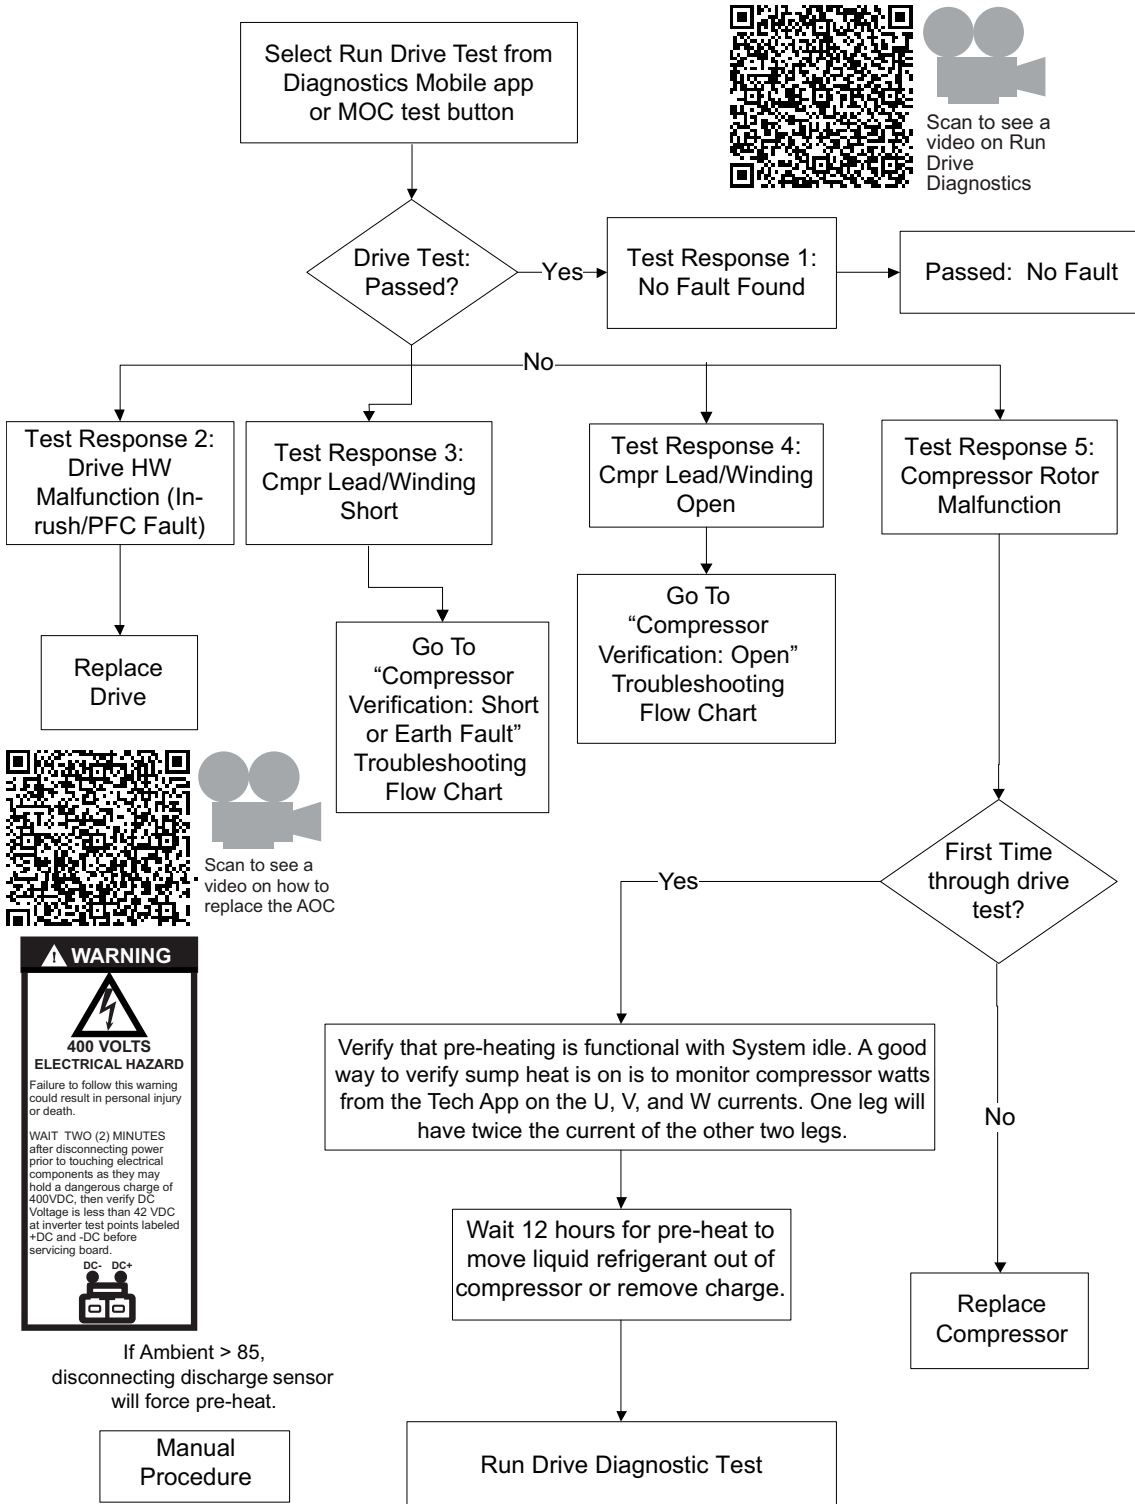 Select Run Drive Test from
Diagnostics Mobile app
or MOC test button
Scan to see a
video on Run
Drive
Diagnostics
Drive Test:
Passed?
Yes
Test Response 1:
No Fault Found
Passed: No Fault
No
Test Response 2:
Drive HW
Malfunction (In-
rush/PFC Fault)
Test Response 3:
Cmpr Lead/Winding
Short
Test Response 4:
Cmpr Lead/Winding
Open
Test Response 5:
Compressor Rotor
Malfunction
Replace
Drive
Go To
“Compressor
Verification: Short
or Earth Fault”
Troubleshooting
Flow Chart
Go To
“Compressor
Verification: Open”
Troubleshooting
Flow Chart
Scan to see a
video on how to
replace the AOC
First Time
through drive
test?
Yes
No
WARNING
400 VOLTS
ELECTRICAL HAZARD
Failure to follow this warning
could result in personal injury
or death.
WAIT TWO (2) MINUTES
after disconnecting power
prior to touching electrical
components as they may
hold a dangerous charge of
400VDC, then verify DC
Voltage is less than 42 VDC
at inverter test points labeled
+DC and -DC before
servicing board.
DC- DC+
Verify that pre-heating is functional with System idle. A good
way to verify sump heat is on is to monitor compressor watts
from the Tech App on the U, V, and W currents. One leg will
have twice the current of the other two legs.
Wait 12 hours for pre-heat to
move liquid refrigerant out of
compressor or remove charge.
Replace
Compressor
If Ambient > 85,
disconnecting discharge sensor
will force pre-heat.
Manual
Procedure
Run Drive Diagnostic Test